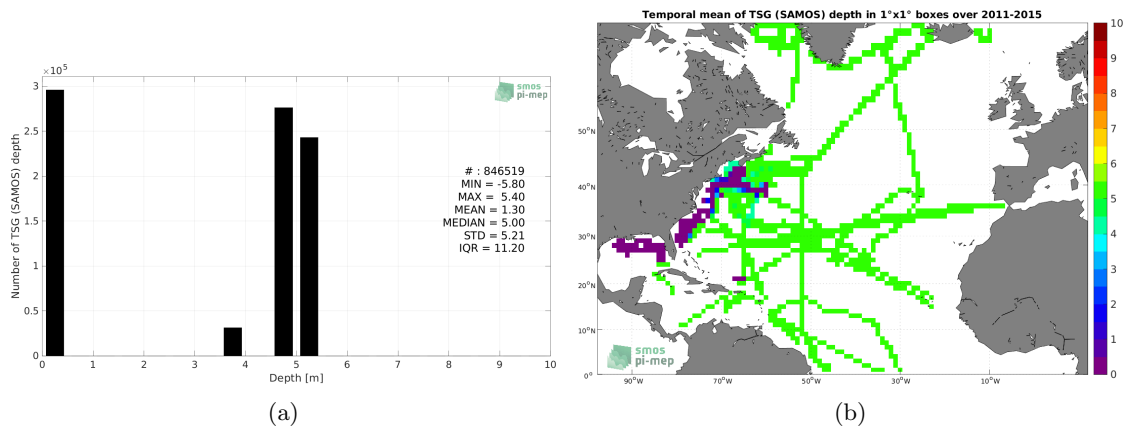 ×10^5
3
2.5
2
1.5
1
0.5
0
0 1 2 3 4 5 6 7 8 9 10
Number of TSG (SAMOS) depth
Depth [m]
smos
pi-mep
# : 846519
MIN = -5.80
MAX = 5.40
MEAN = 1.30
MEDIAN = 5.00
STD = 5.21
IQR = 11.20
(a)
Temporal mean of TSG (SAMOS) depth in 1°x1° boxes over 2011-2015
50°N
40°N
30°N
20°N
10°N
0°
90°W 70°W 50°W 30°W 10°W
smos
pi-mep
10
9
8
7
6
5
4
3
2
1
0
(b)